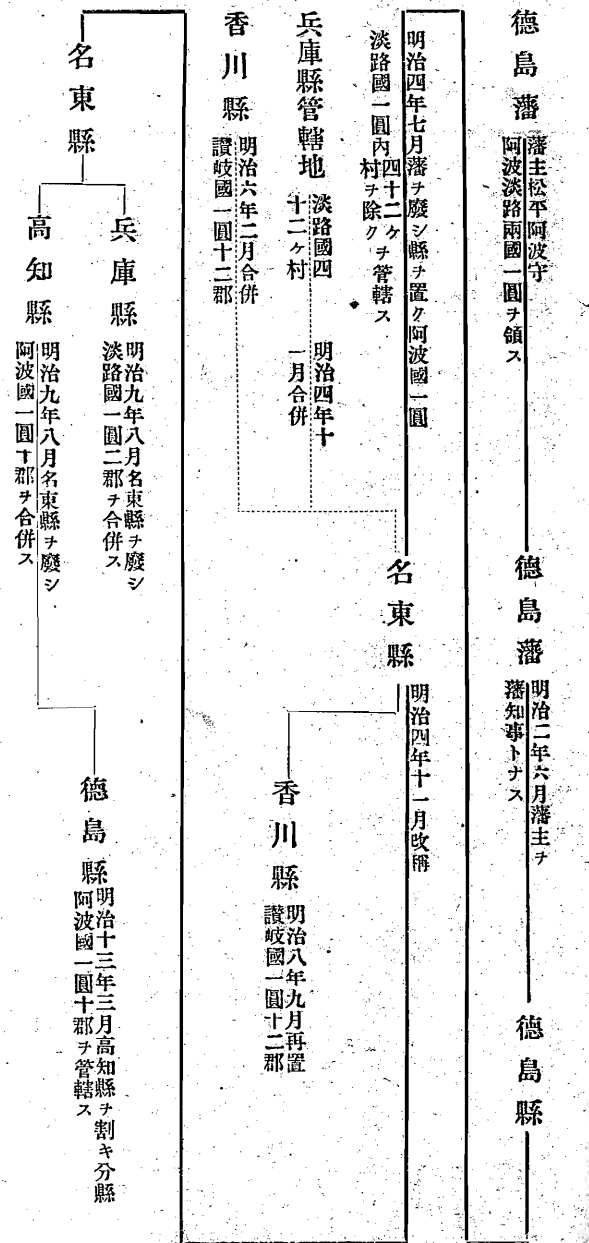 德島藩
藩主松平阿波守
阿波淡路兩國一圓ヲ領ス
德島藩
明治二年六月藩主ヲ
藩知事トナス
德島縣
明治四年七月藩ヲ廢シ縣ヲ置ク阿波國一圓
淡路國一圓內四十二ケ村ヲ除クヲ管轄ス
兵庫縣管轄地
淡路國四
十二ヶ村
明治四年十
一月合併
香川縣
明治六年二月合併
讚岐國一圓十二郡
名東縣
明治四年十一月改稱
香川縣
明治八年九月再置
讚岐國一圓十二郡
名東縣
兵庫縣
明治九年八月名東縣ヲ廢シ
淡路國一圓二郡ヲ合併ス
高知縣
明治九年八月名東縣ヲ廢シ
阿波國一圓十郡ヲ合併ス
德島縣
明治十三年三月高知縣ヲ割キ分縣
阿波國一圓十郡ヲ管轄ス